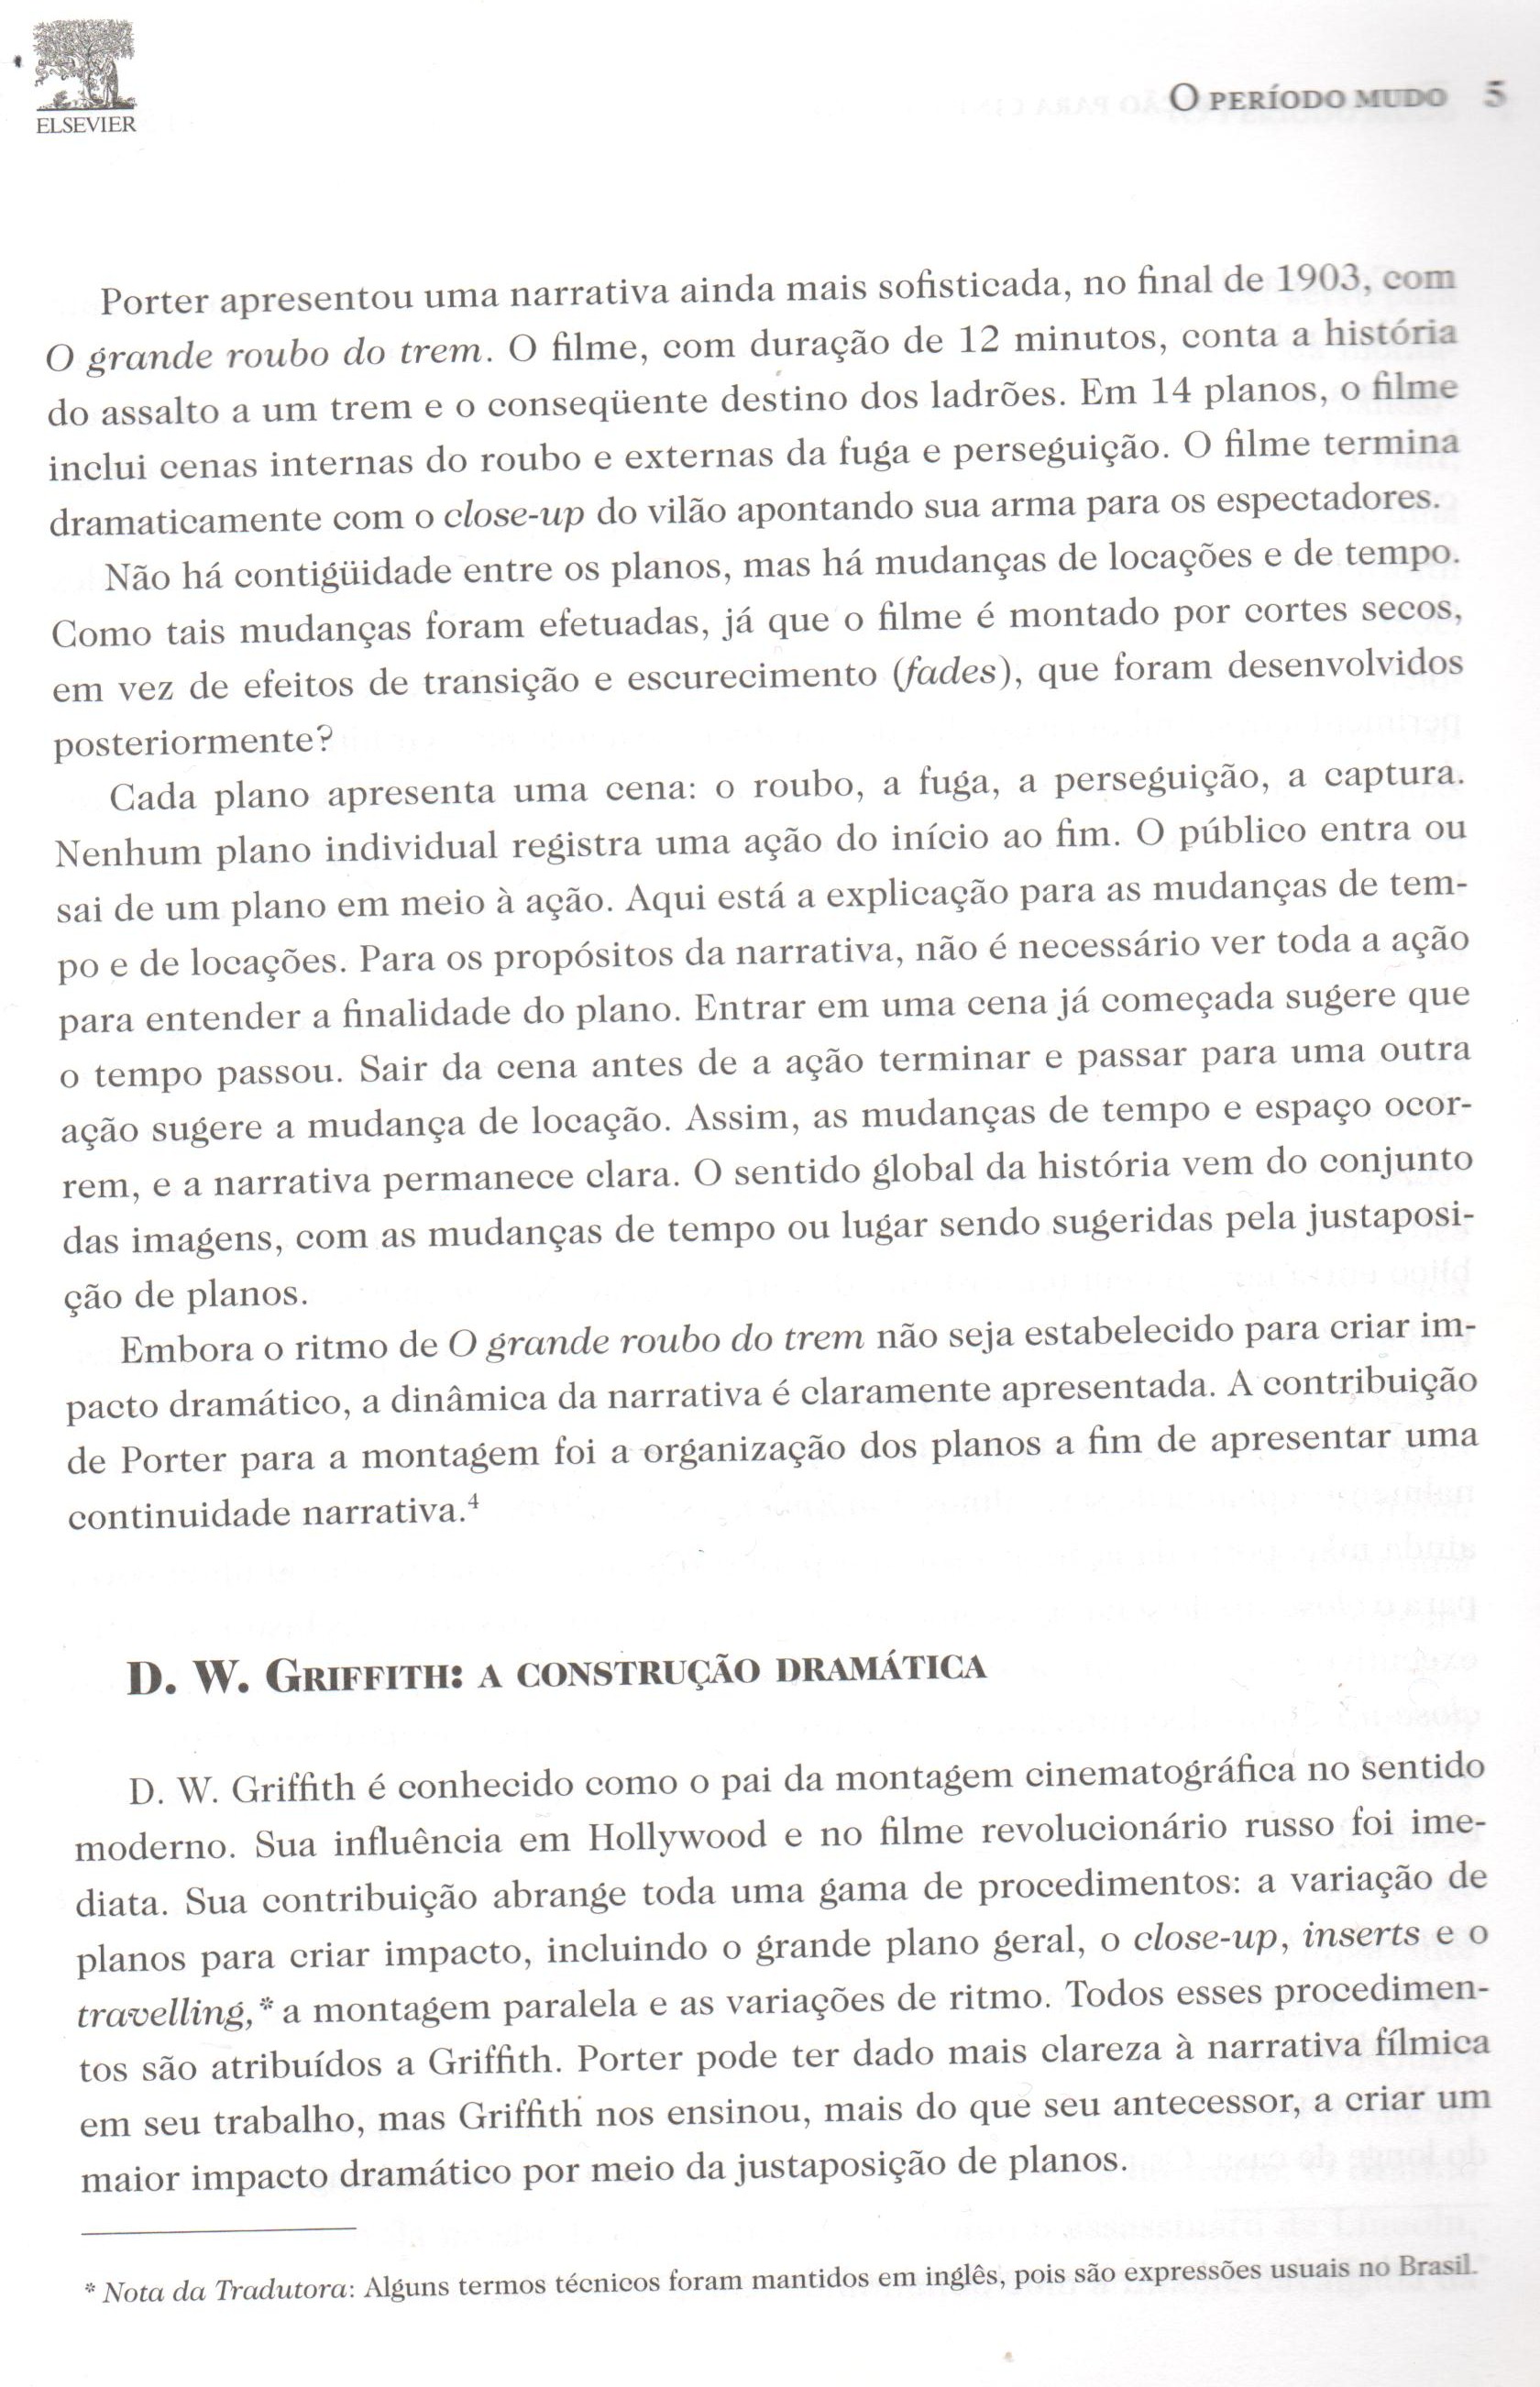 ELSEVIER
O PERÍODO MUDO 5
Porter apresentou uma narrativa ainda mais sofisticada, no final de 1903, com
O grande roubo do trem. O filme, com duração de 12 minutos, conta a história
do assalto a um trem e o conseqüente destino dos ladrões. Em 14 planos, o filme
inclui cenas internas do roubo e externas da fuga e perseguição. O filme termina
dramaticamente com o close-up do vilão apontando sua arma para os espectadores.
Não há contigüidade entre os planos, mas há mudanças de locações e de tempo.
Como tais mudanças foram efetuadas, já que o filme é montado por cortes secos,
em vez de efeitos de transição e escurecimento (fades), que foram desenvolvidos
posteriormente?
Cada plano apresenta uma cena: o roubo, a fuga, a perseguição, a captura.
Nenhum plano individual registra uma ação do início ao fim. O público entra ou
sai de um plano em meio à ação. Aqui está a explicação para as mudanças de tem-
po e de locações. Para os propósitos da narrativa, não é necessário ver toda a ação
para entender a finalidade do plano. Entrar em uma cena já começada sugere que
o tempo passou. Sair da cena antes de a ação terminar e passar para uma outra
ação sugere a mudança de locação. Assim, as mudanças de tempo e espaço ocor-
rem, e a narrativa permanece clara. O sentido global da história vem do conjunto
das imagens, com as mudanças de tempo ou lugar sendo sugeridas pela justaposi-
ção de planos.
Embora o ritmo de O grande roubo do trem não seja estabelecido para criar im-
pacto dramático, a dinâmica da narrativa é claramente apresentada. A contribuição
de Porter para a montagem foi a organização dos planos a fim de apresentar uma
continuidade narrativa.⁴
D. W. GRIFFITH: A CONSTRUÇÃO DRAMÁTICA
D. W. Griffith é conhecido como o pai da montagem cinematográfica no sentido
moderno. Sua influência em Hollywood e no filme revolucionário russo foi ime-
diata. Sua contribuição abrange toda uma gama de procedimentos: a variação de
planos para criar impacto, incluindo o grande plano geral, o close-up, inserts e o
travelling,* a montagem paralela e as variações de ritmo. Todos esses procedimen-
tos são atribuídos a Griffith. Porter pode ter dado mais clareza à narrativa fílmica
em seu trabalho, mas Griffith nos ensinou, mais do que seu antecessor, a criar um
maior impacto dramático por meio da justaposição de planos.
* Nota da Tradutora: Alguns termos técnicos foram mantidos em inglês, pois são expressões usuais no Brasil.